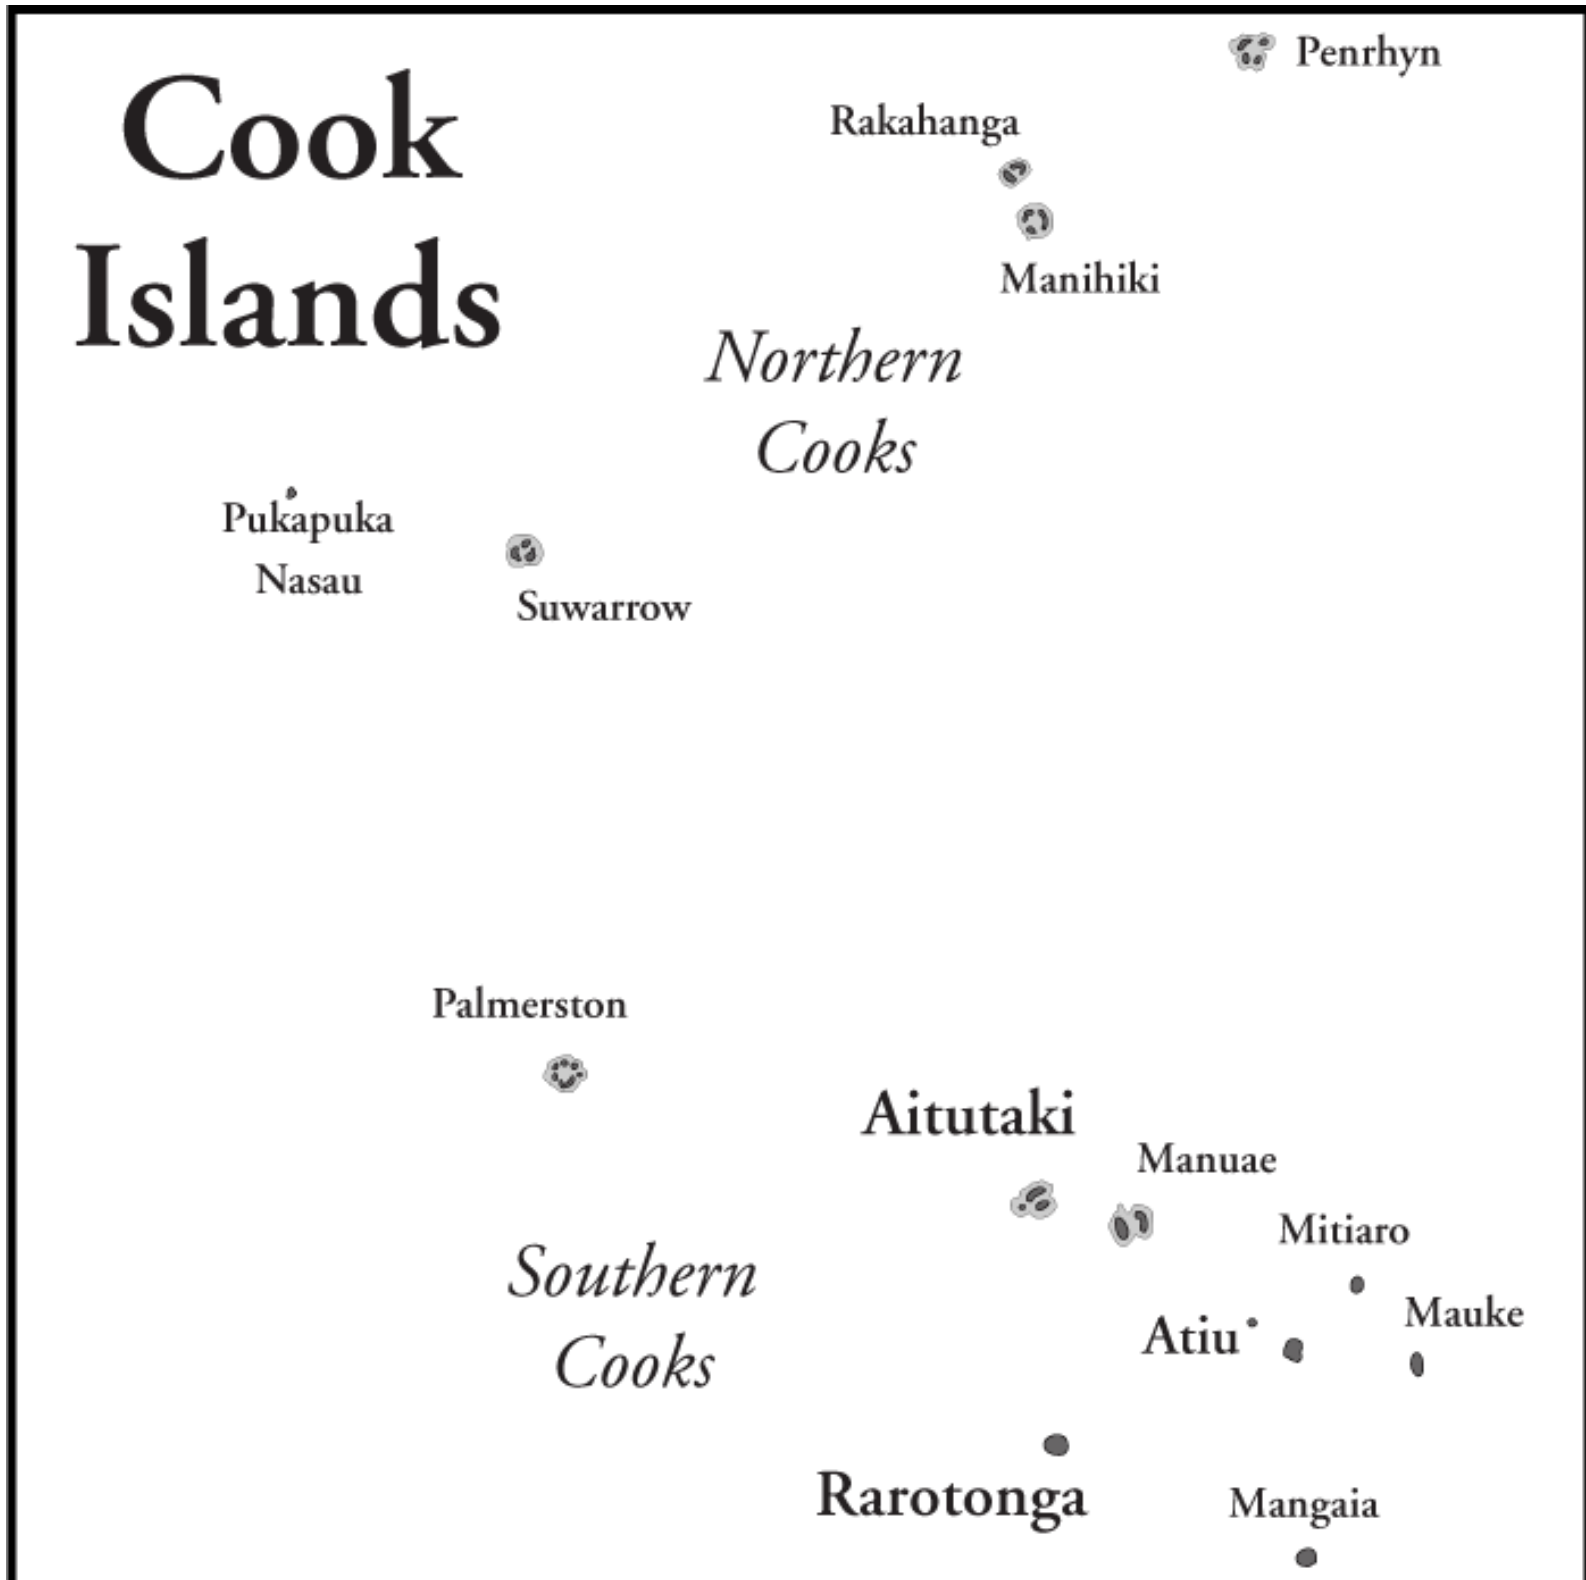 Cook
Islands
Penrhyn
Rakahanga
Manihiki
Northern
Cooks
Pukapuka
Nasau
Suwarrow
Palmerston
Aitutaki
Manuae
Mitiaro
Southern
Cooks
Atiu
Mauke
Rarotonga
Mangaia